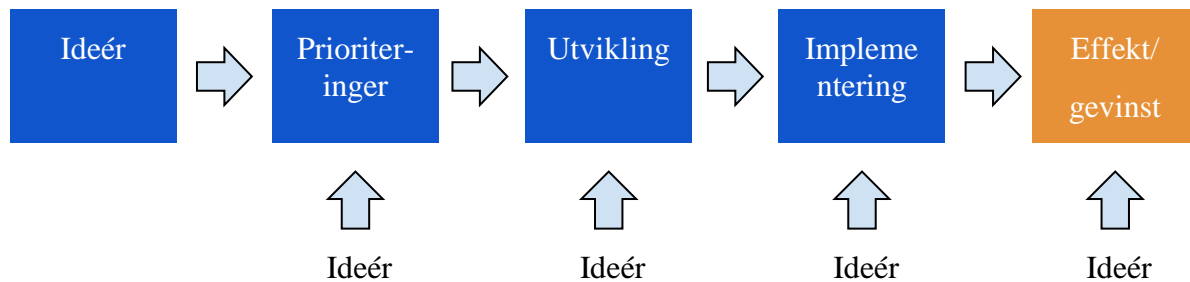 Ideér
Prioriter-
inger
Utvikling
Impleme
ntering
Effekt/
gevinst
Ideér
Ideér
Ideér
Ideér